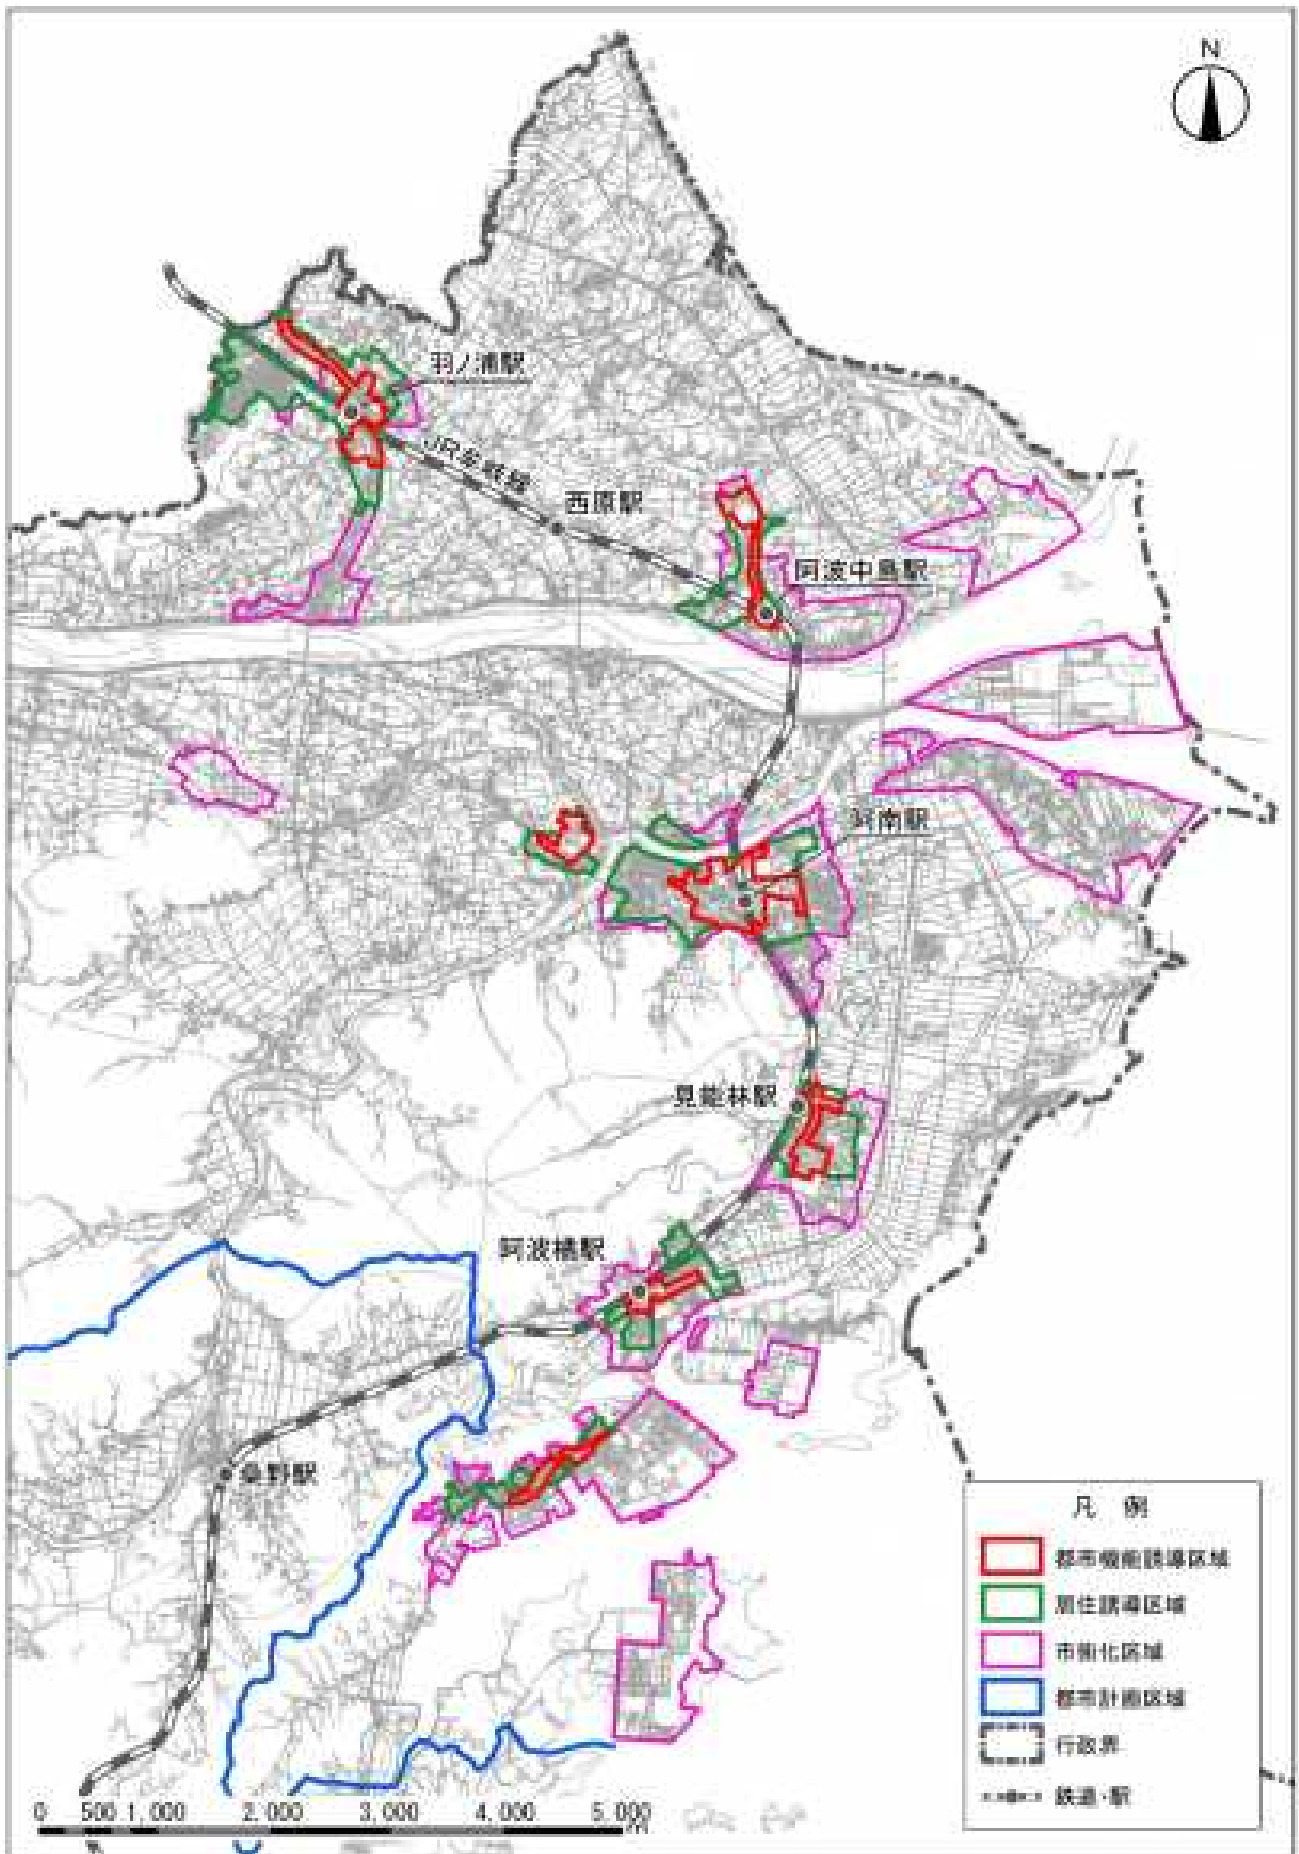 N
羽ノ浦駅
JR牟岐線
西原駅
阿波中島駅
阿南駅
見能林駅
阿波橘駅
桑野駅
凡 例
都市機能誘導区域
居住誘導区域
市街化区域
都市計画区域
行政界
鉄道・駅
0 500 1,000 2,000 3,000 4,000 5,000
m